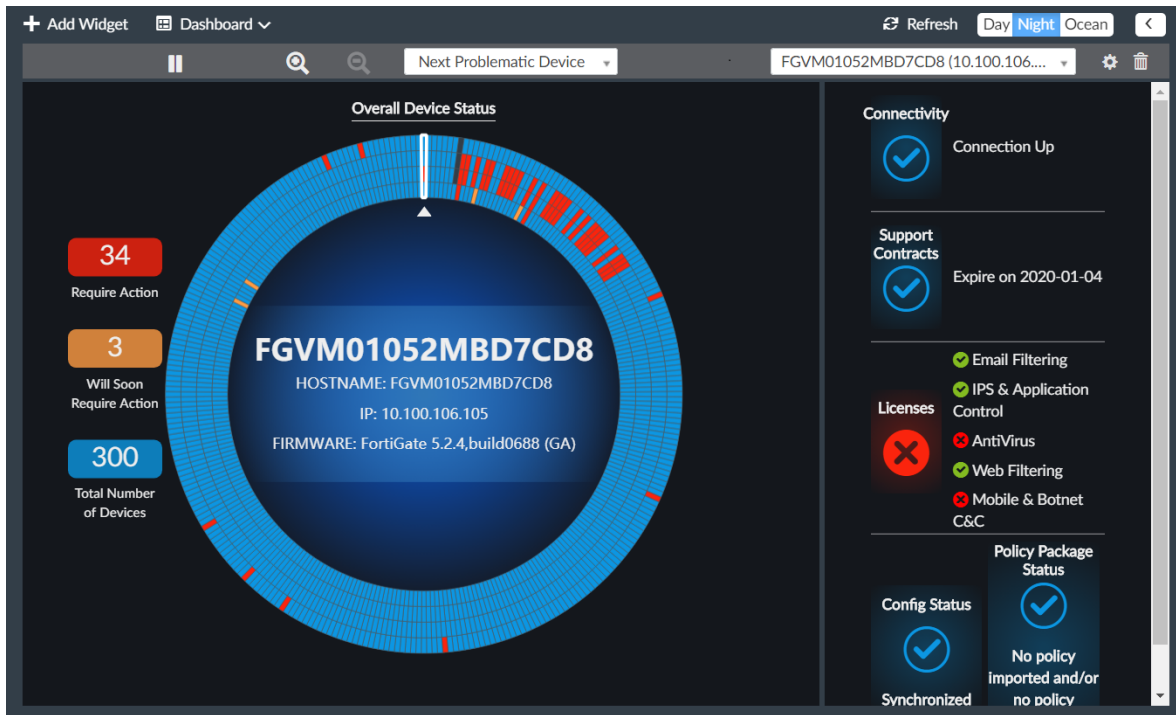 Add Widget
Dashboard
Refresh
Day Night Ocean
Next Problematic Device
FGVM01052MBD7CD8 (10.100.106....
Overall Device Status
34
Require Action
3
Will Soon
Require Action
300
Total Number
of Devices
FGVM01052MBD7CD8
HOSTNAME: FGVM01052MBD7CD8
IP: 10.100.106.105
FIRMWARE: FortiGate 5.2.4,build0688 (GA)
Connectivity
Connection Up
Support
Contracts
Expire on 2020-01-04
Licenses
Email Filtering
IPS & Application
Control
AntiVirus
Web Filtering
Mobile & Botnet
C&C
Config Status
Synchronized
Policy Package
Status
No policy
imported and/or
no policy